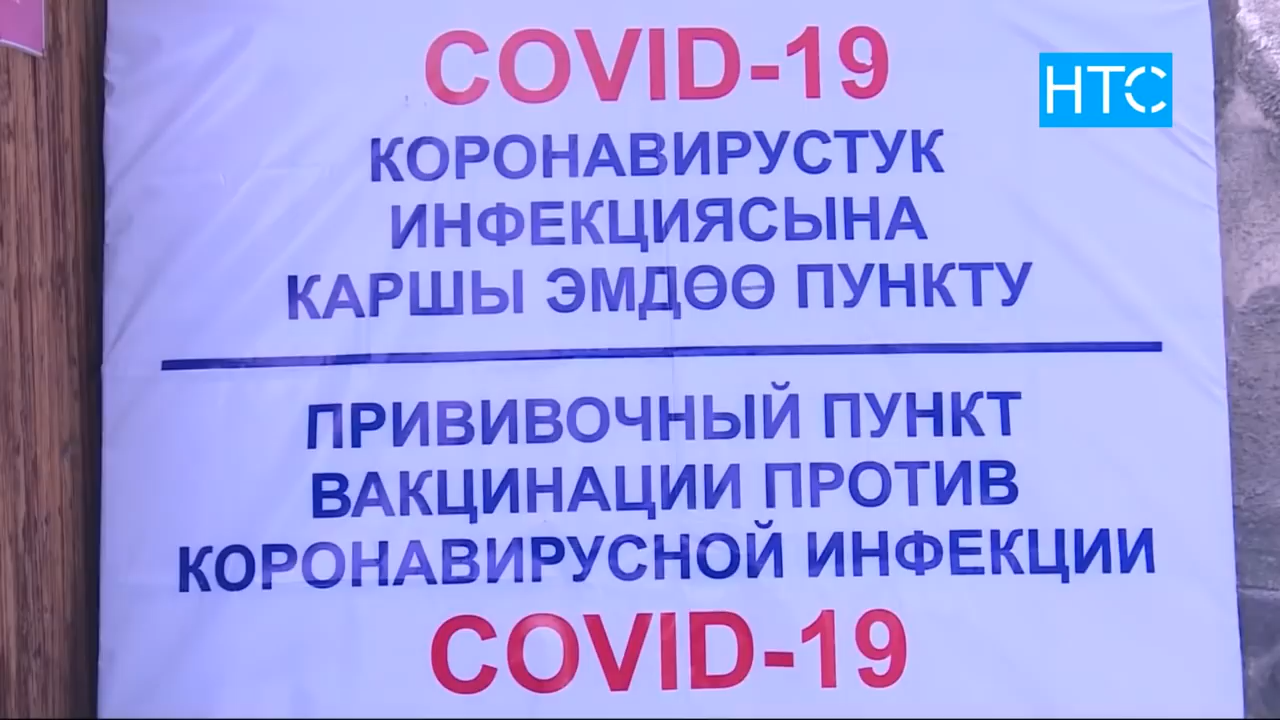 COVID-19
НТС
КОРОНАВИРУСТУК
ИНФЕКЦИЯСЫНА
КАРШЫ ЭМДӨӨ ПУНКТУ
ПРИВИВОЧНЫЙ ПУНКТ
ВАКЦИНАЦИИ ПРОТИВ
КОРОНАВИРУСНОЙ ИНФЕКЦИИ
COVID-19